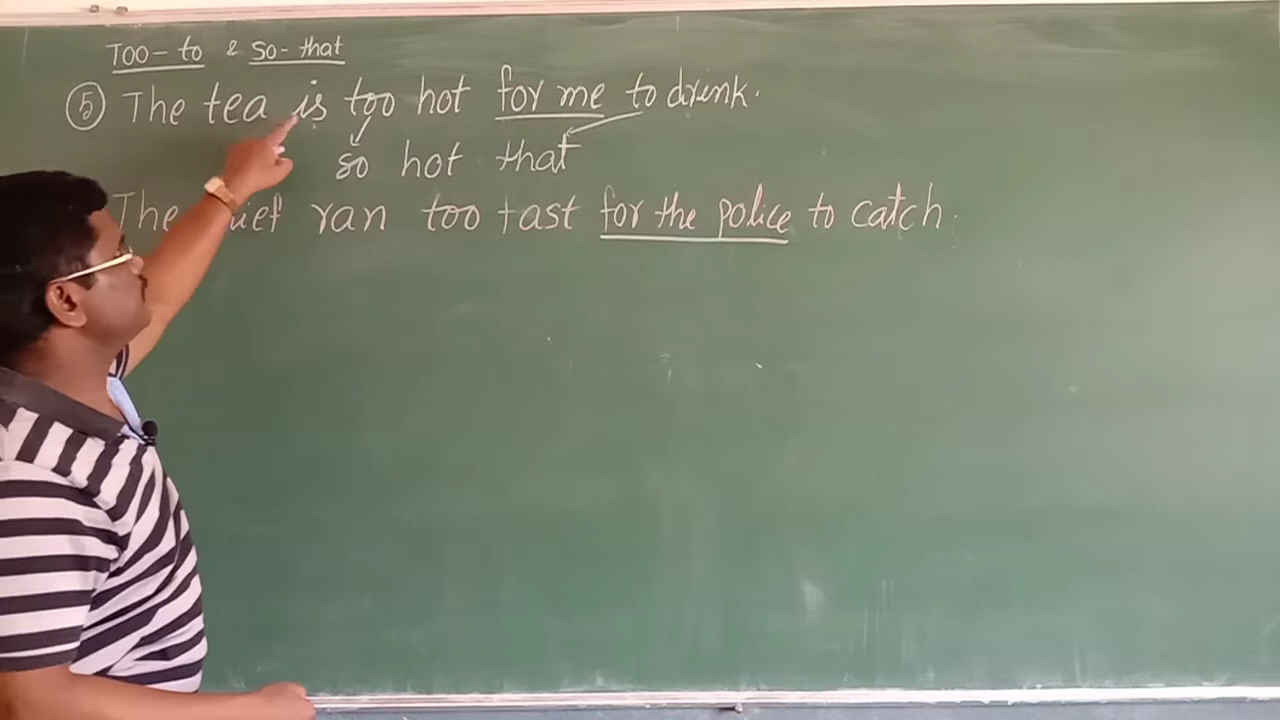 Too-to & so-that
⑤ The tea is too hot for me to drink.
so hot that
The ran too fast for the police to catch.